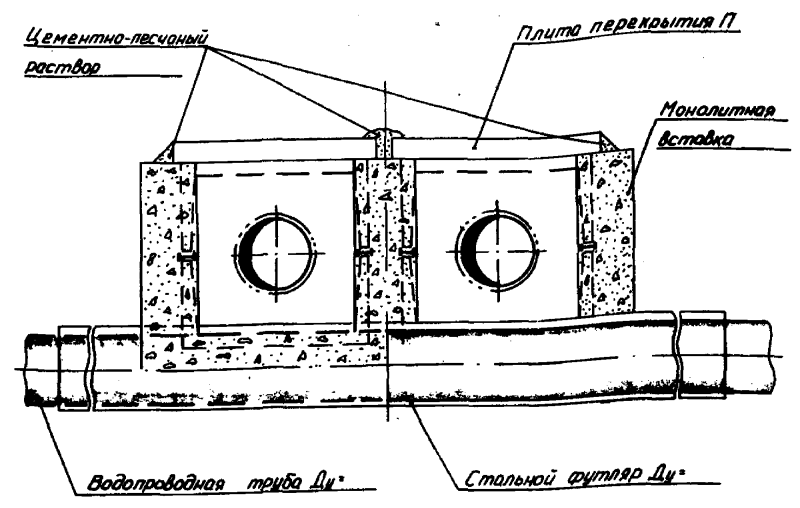 Цементно-песчаный
раствор
Плита перекрытия П
Монолитная
вставка
Водопроводная труба Ду=
Стальной футляр Ду=